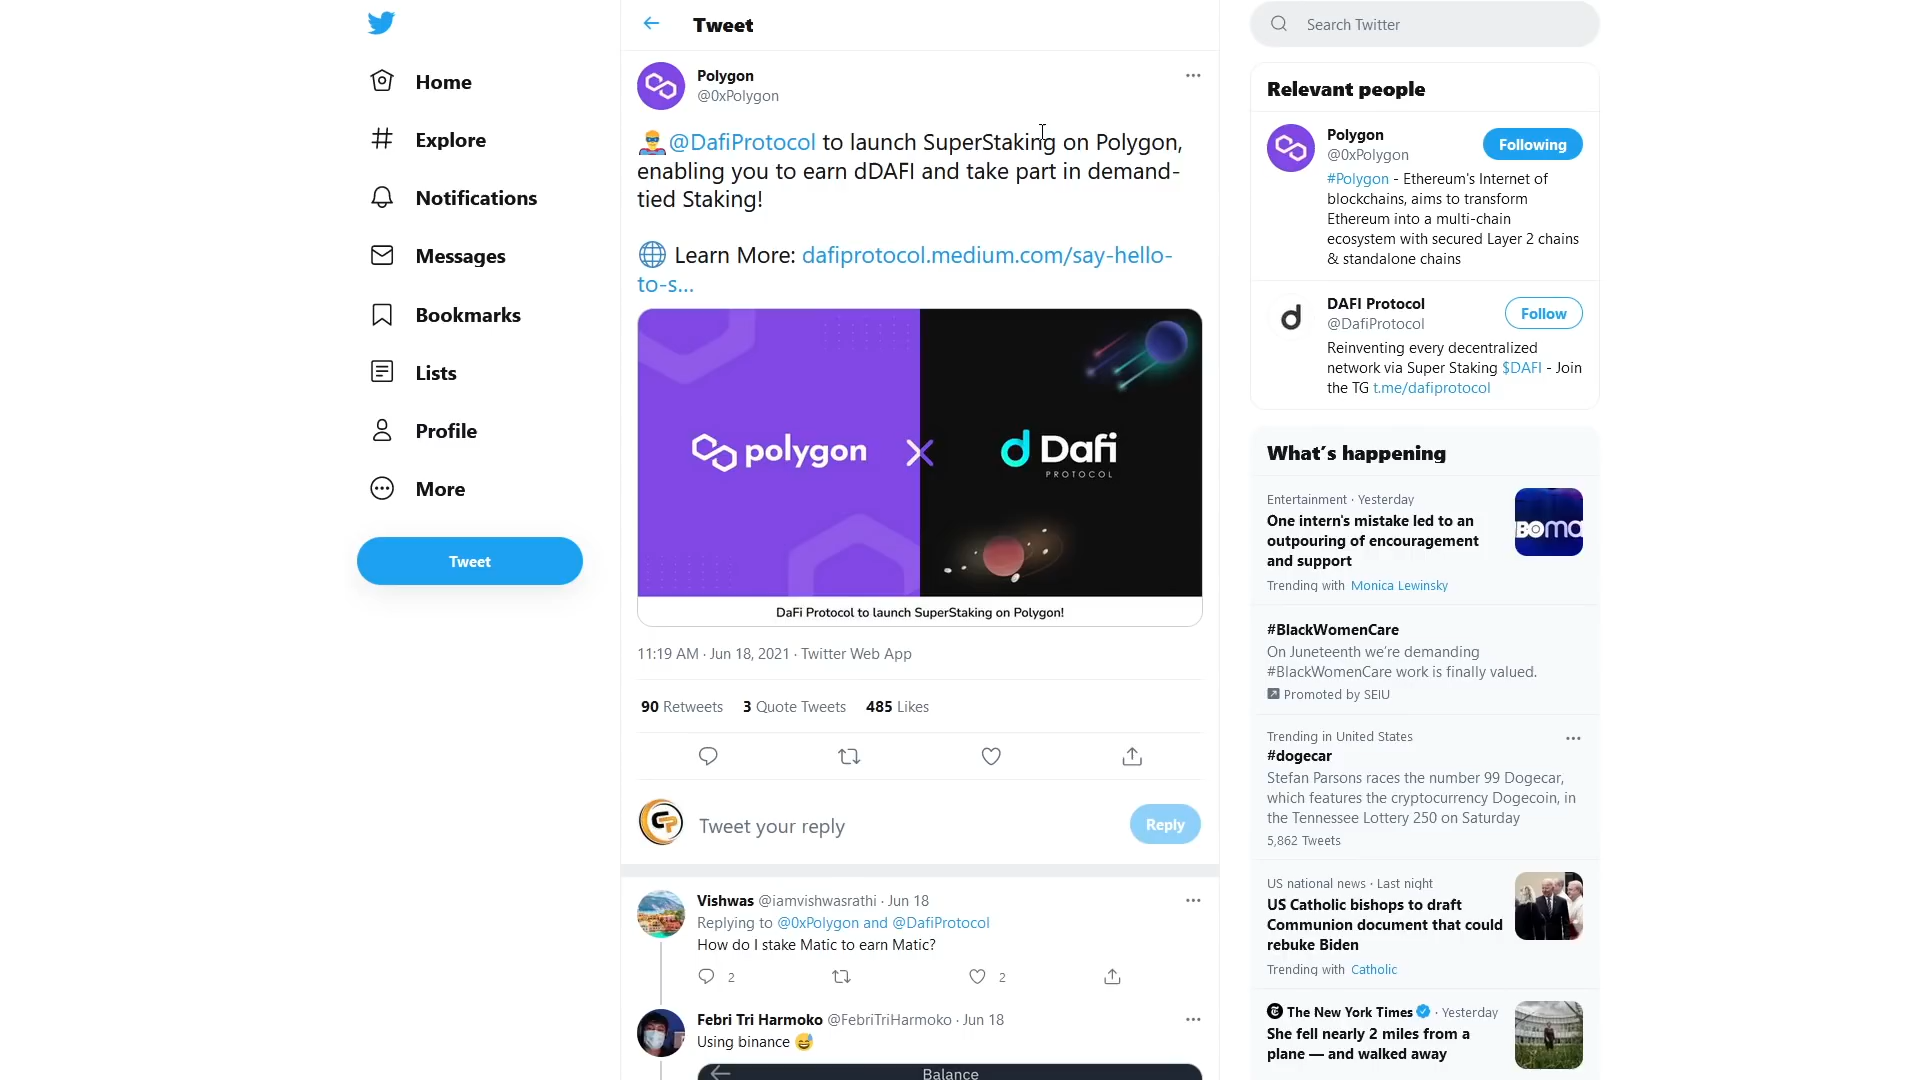 Home
Explore
Notifications
Messages
Bookmarks
Lists
Profile
More
Tweet
Tweet
Polygon
@0xPolygon
@DafiProtocol to launch SuperStaking on Polygon,
enabling you to earn dDAFI and take part in demand-
tied Staking!
Learn More: dafiprotocol.medium.com/say-hello-
to-s...
polygon
Dafi
PROTOCOL
DaFi Protocol to launch SuperStaking on Polygon!
11:19 AM · Jun 18, 2021 · Twitter Web App
90 Retweets 3 Quote Tweets 485 Likes
Tweet your reply
Reply
Vishwas @iamvishwasrathi · Jun 18
Replying to @0xPolygon and @DafiProtocol
How do I stake Matic to earn Matic?
2 2
Febri Tri Harmoko @FebriTriHarmoko · Jun 18
Using binance
Balance
Search Twitter
Relevant people
Polygon
@0xPolygon
Following
#Polygon - Ethereum's Internet of
blockchains, aims to transform
Ethereum into a multi-chain
ecosystem with secured Layer 2 chains
& standalone chains
DAFI Protocol
@DafiProtocol
Follow
Reinventing every decentralized
network via Super Staking $DAFI - Join
the TG t.me/dafiprotocol
What's happening
Entertainment · Yesterday
One intern's mistake led to an
outpouring of encouragement
and support
Trending with Monica Lewinsky
#BlackWomenCare
On Juneteenth we're demanding
#BlackWomenCare work is finally valued.
Promoted by SEIU
Trending in United States
#dogecar
Stefan Parsons races the number 99 Dogecar,
which features the cryptocurrency Dogecoin, in
the Tennessee Lottery 250 on Saturday
5,862 Tweets
US national news · Last night
US Catholic bishops to draft
Communion document that could
rebuke Biden
Trending with Catholic
The New York Times · Yesterday
She fell nearly 2 miles from a
plane — and walked away